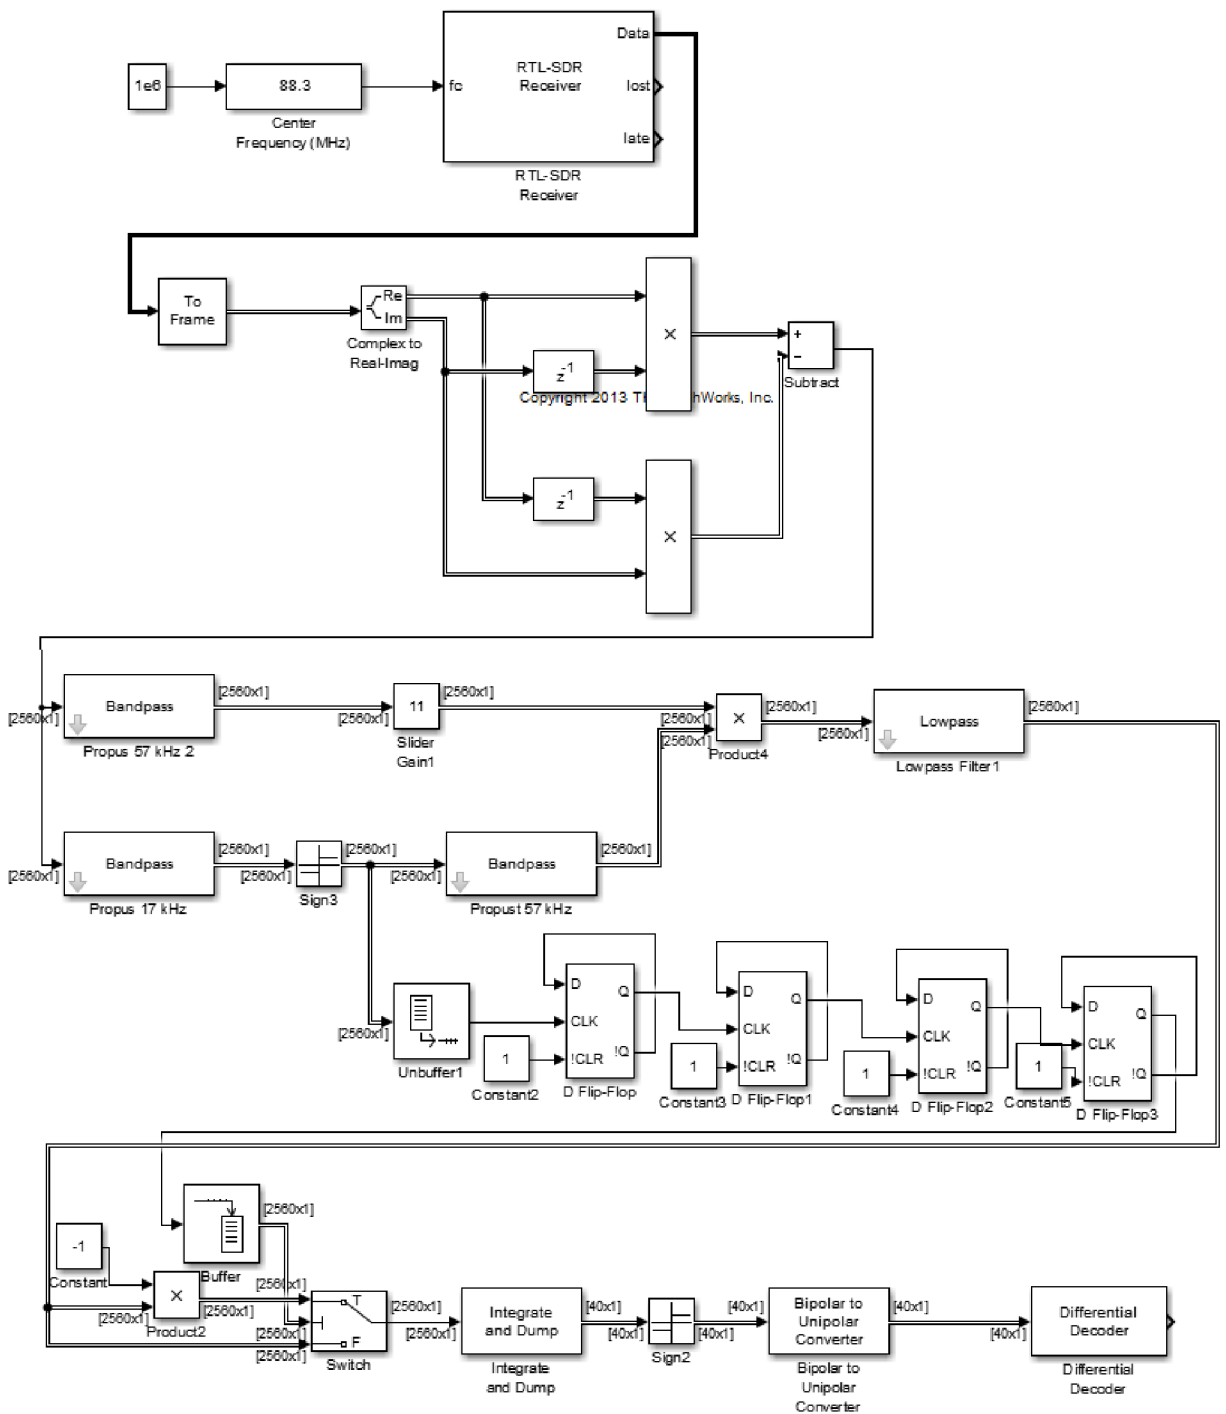 Data
RTL-SDR
Receiver
1e6
88.3
fc
lost
Center
Frequency (MHz)
late
RTL-SDR
Receiver
To
Frame
Re
Im
Complex to
Real-Imag
×
+
−
Subtract
z-1
Copyright 2013 Th hWorks, Inc.
z-1
×
[2560x1]
Bandpass
[2560x1]
[2560x1]
11
[2560x1]
[2560x1]
[2560x1]
×
[2560x1]
[2560x1]
Lowpass
[2560x1]
Propus 57 kHz 2
Slider
Gain1
Product4
Lowpass Filter1
[2560x1]
Bandpass
[2560x1]
[2560x1]
[2560x1]
[2560x1]
Bandpass
[2560x1]
Propus 17 kHz
Sign3
Propust 57 kHz
[2560x1]
Unbuffer1
1
Constant2
D
Q
CLK
!CLR
!Q
D Flip-Flop
1
Constant3
D
Q
CLK
!CLR
!Q
D Flip-Flop1
1
Constant4
D
Q
CLK
!CLR
!Q
D Flip-Flop2
1
Constant5
D
Q
CLK
!CLR
!Q
D Flip-Flop3
[2560x1]
Buffer
-1
Constant
[2560x1]
×
[2560x1]
[2560x1]
Product2
[2560x1]
[2560x1]
T
F
Switch
[2560x1]
[2560x1]
Integrate
and Dump
Integrate
and Dump
[40x1]
[40x1]
Sign2
[40x1]
[40x1]
Bipolar to
Unipolar
Converter
Bipolar to
Unipolar
Converter
[40x1]
[40x1]
Differential
Decoder
Differential
Decoder